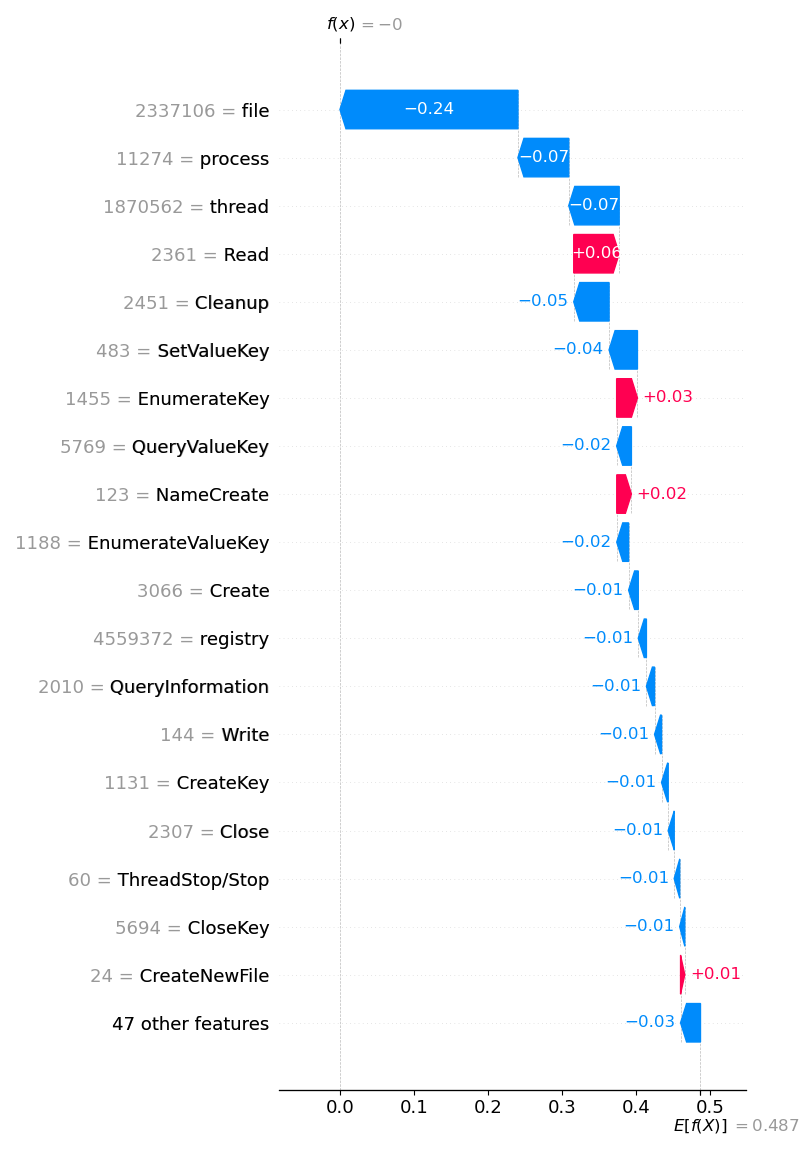 f(x) = −0
2337106 = file
−0.24
11274 = process
−0.07
1870562 = thread
−0.07
2361 = Read
+0.06
2451 = Cleanup
−0.05
483 = SetValueKey
−0.04
1455 = EnumerateKey
+0.03
5769 = QueryValueKey
−0.02
123 = NameCreate
+0.02
1188 = EnumerateValueKey
−0.02
3066 = Create
−0.01
4559372 = registry
−0.01
2010 = QueryInformation
−0.01
144 = Write
−0.01
1131 = CreateKey
−0.01
2307 = Close
−0.01
60 = ThreadStop/Stop
−0.01
5694 = CloseKey
−0.01
24 = CreateNewFile
+0.01
47 other features
−0.03
0.0 0.1 0.2 0.3 0.4 0.5
E[f(X)] = 0.487